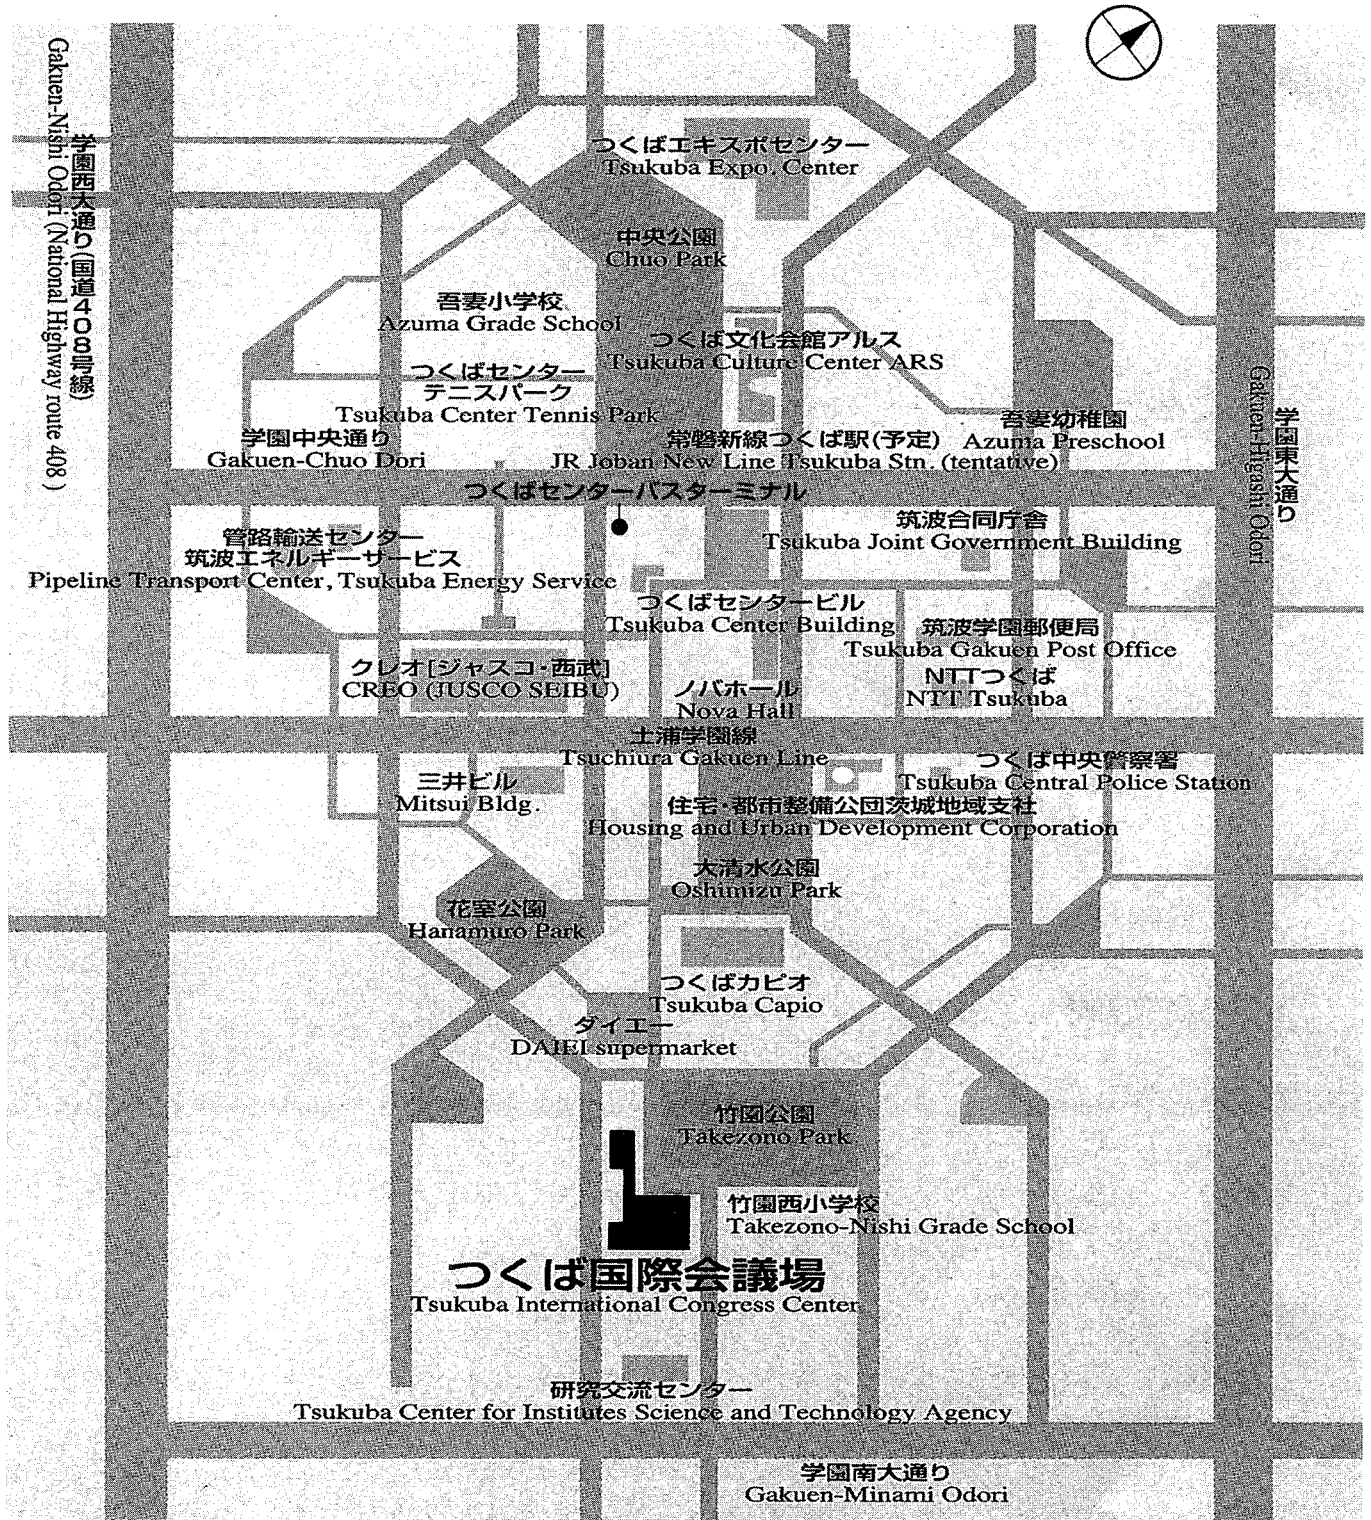 学園西大通り(国道408号線)
Gakuen-Nishi Odori (National Highway route 408 )
つくばエキスポセンター
Tsukuba Expo. Center
中央公園
Chuo Park
吾妻小学校
Azuma Grade School
つくば文化会館アルス
Tsukuba Culture Center ARS
つくばセンター
テニスパーク
Tsukuba Center Tennis Park
吾妻幼稚園
Azuma Preschool
学園東大通り
Gakuen-Higashi Odori
学園中央通り
Gakuen-Chuo Dori
常磐新線つくば駅(予定)
JR Joban New Line Tsukuba Stn. (tentative)
つくばセンターバスターミナル
筑波合同庁舎
Tsukuba Joint Government Building
管路輸送センター
筑波エネルギーサービス
Pipeline Transport Center, Tsukuba Energy Service
つくばセンタービル
Tsukuba Center Building
筑波学園郵便局
Tsukuba Gakuen Post Office
クレオ[ジャスコ・西武]
CREO (JUSCO SEIBU)
NTTつくば
NTT Tsukuba
ノバホール
Nova Hall
土浦学園線
Tsuchiura Gakuen Line
つくば中央警察署
Tsukuba Central Police Station
三井ビル
Mitsui Bldg.
住宅・都市整備公団茨城地域支社
Housing and Urban Development Corporation
大清水公園
Oshimizu Park
花室公園
Hanamuro Park
つくばカピオ
Tsukuba Capio
ダイエー
DAIEI supermarket
竹園公園
Takezono Park
竹園西小学校
Takezono-Nishi Grade School
つくば国際会議場
Tsukuba International Congress Center
研究交流センター
Tsukuba Center for Institutes Science and Technology Agency
学園南大通り
Gakuen-Minami Odori